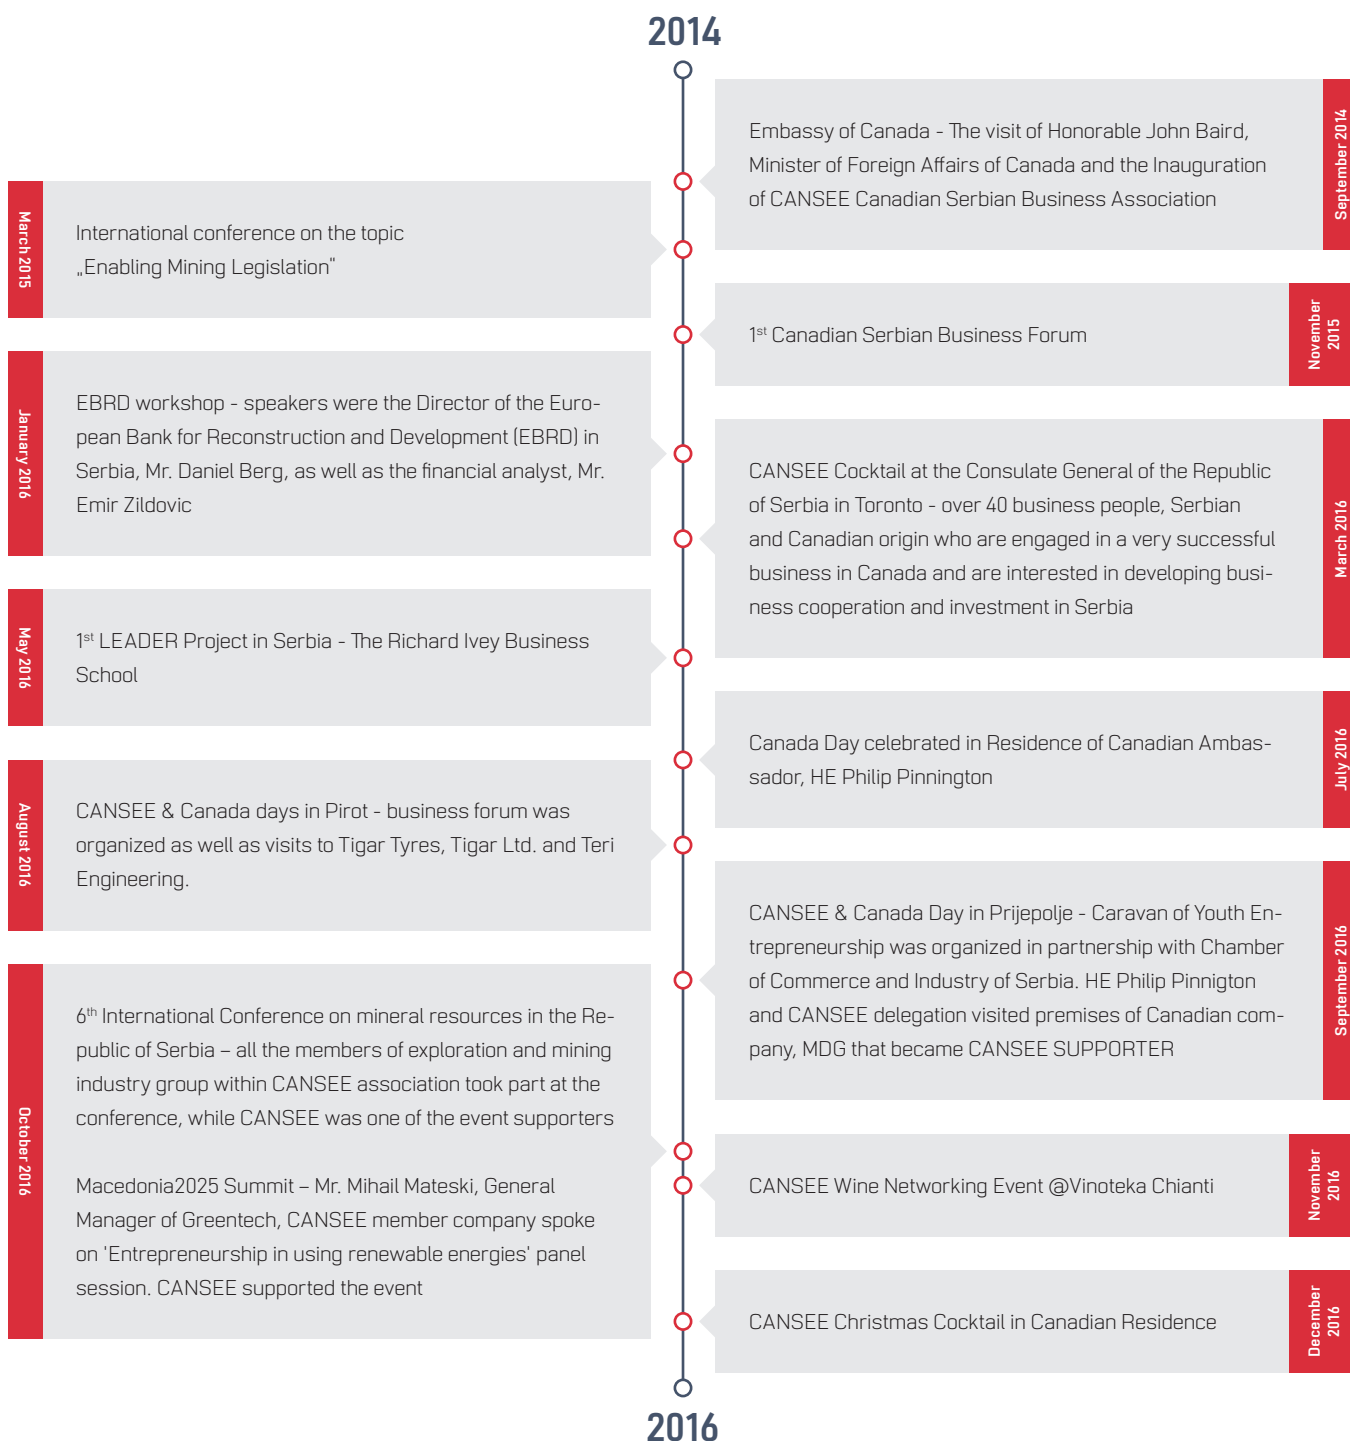 2014
September 2014
Embassy of Canada - The visit of Honorable John Baird,
Minister of Foreign Affairs of Canada and the Inauguration
of CANSEE Canadian Serbian Business Association
March 2015
International conference on the topic
„Enabling Mining Legislation"
November
2015
1st Canadian Serbian Business Forum
January 2016
EBRD workshop - speakers were the Director of the Euro-
pean Bank for Reconstruction and Development (EBRD) in
Serbia, Mr. Daniel Berg, as well as the financial analyst, Mr.
Emir Zildovic
March 2016
CANSEE Cocktail at the Consulate General of the Republic
of Serbia in Toronto - over 40 business people, Serbian
and Canadian origin who are engaged in a very successful
business in Canada and are interested in developing busi-
ness cooperation and investment in Serbia
May 2016
1st LEADER Project in Serbia - The Richard Ivey Business
School
July 2016
Canada Day celebrated in Residence of Canadian Ambas-
sador, HE Philip Pinnington
August 2016
CANSEE & Canada days in Pirot - business forum was
organized as well as visits to Tigar Tyres, Tigar Ltd. and Teri
Engineering.
September 2016
CANSEE & Canada Day in Prijepolje - Caravan of Youth En-
trepreneurship was organized in partnership with Chamber
of Commerce and Industry of Serbia. HE Philip Pinnigton
and CANSEE delegation visited premises of Canadian com-
pany, MDG that became CANSEE SUPPORTER
October 2016
6th International Conference on mineral resources in the Re-
public of Serbia – all the members of exploration and mining
industry group within CANSEE association took part at the
conference, while CANSEE was one of the event supporters
Macedonia2025 Summit – Mr. Mihail Mateski, General
Manager of Greentech, CANSEE member company spoke
on 'Entrepreneurship in using renewable energies' panel
session. CANSEE supported the event
November
2016
CANSEE Wine Networking Event @Vinoteka Chianti
December
2016
CANSEE Christmas Cocktail in Canadian Residence
2016